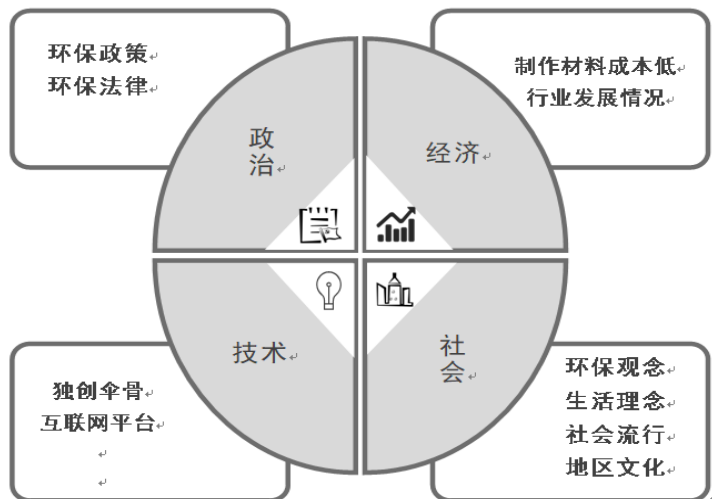 环保政策
环保法律
制作材料成本低
行业发展情况
政
治
经济
技术
社
会
独创伞骨
互联网平台
环保观念
生活理念
社会流行
地区文化